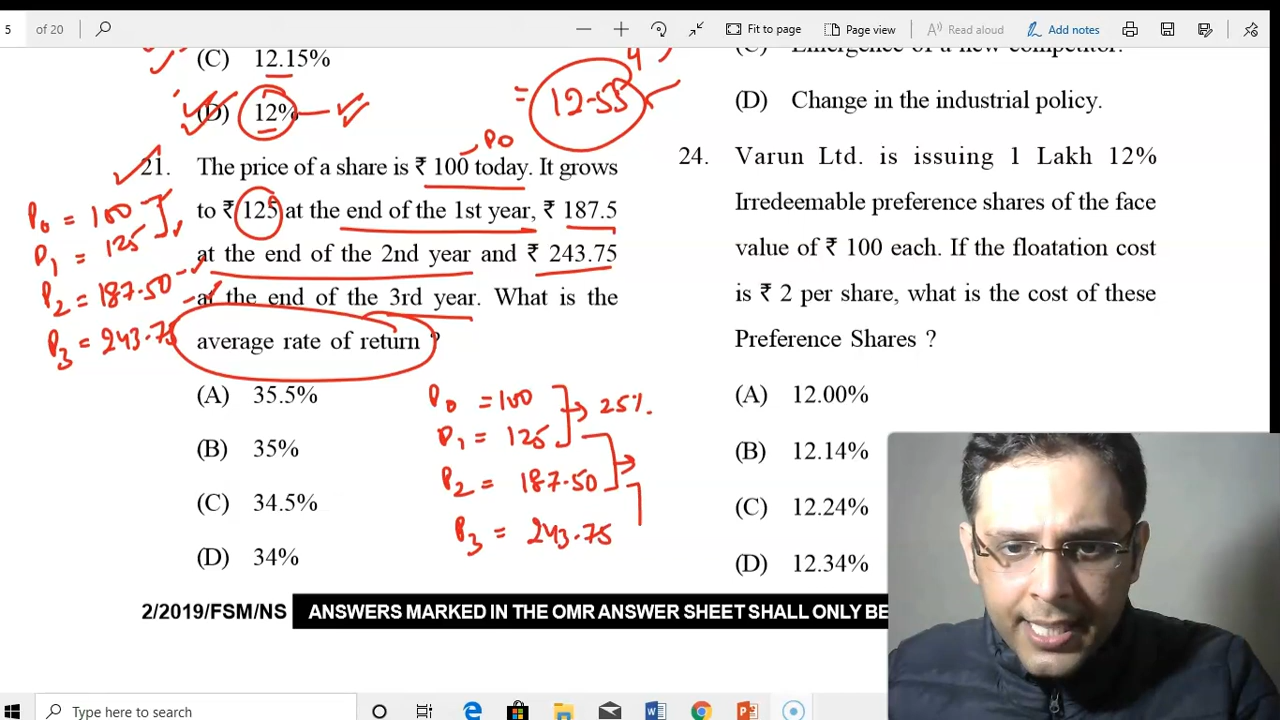 5 of 20 Fit to page Page view Read aloud Add notes
(C) 12.15%
(D) 12%
= 12-55
4
P0
21. The price of a share is ₹ 100 today. It grows
to ₹ 125 at the end of the 1st year, ₹ 187.5
at the end of the 2nd year and ₹ 243.75
at the end of the 3rd year. What is the
average rate of return ?
P0 = 100
P1 = 125
P2 = 187.50
P3 = 243.75
(A) 35.5%
(B) 35%
(C) 34.5%
(D) 34%
P0 = 100
P1 = 125
25%.
P2 = 187.50
P3 = 243.75
(C) Emergence of a new competitor.
(D) Change in the industrial policy.
24. Varun Ltd. is issuing 1 Lakh 12%
Irredeemable preference shares of the face
value of ₹ 100 each. If the floatation cost
is ₹ 2 per share, what is the cost of these
Preference Shares ?
(A) 12.00%
(B) 12.14%
(C) 12.24%
(D) 12.34%
2/2019/FSM/NS ANSWERS MARKED IN THE OMR ANSWER SHEET SHALL ONLY BE
Type here to search